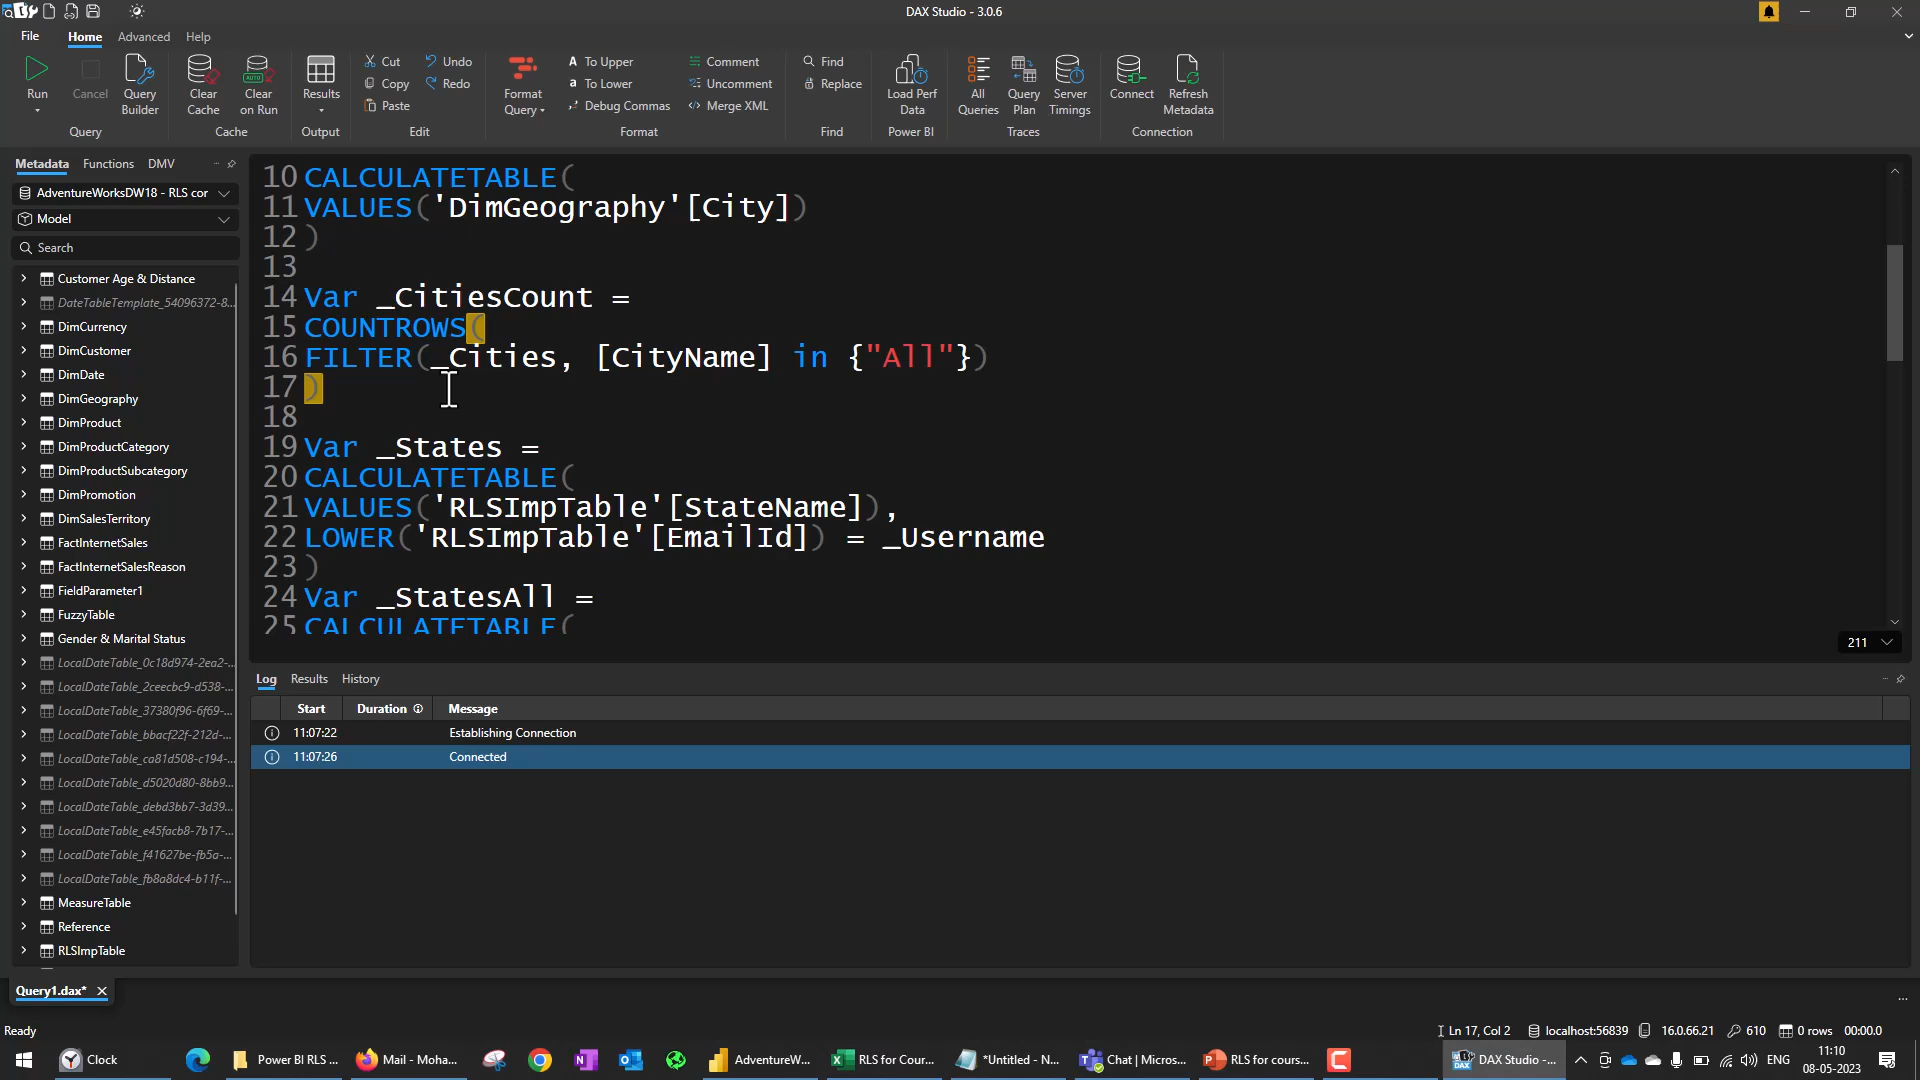 DAX Studio - 3.0.6
File
Home
Advanced
Help
Run
Cancel
Query
Builder
Query
Clear
Cache
Clear
on Run
Cache
Results
Output
Cut
Copy
Paste
Undo
Redo
Edit
Format
Query
To Upper
To Lower
Debug Commas
Comment
Uncomment
Merge XML
Format
Find
Replace
Find
Load Perf
Data
Power BI
All
Queries
Query
Plan
Server
Timings
Traces
Connect
Refresh
Metadata
Connection
Metadata
Functions
DMV
AdventureWorksDW18 - RLS cor
Model
Search
Customer Age & Distance
DateTableTemplate_54096372-8...
DimCurrency
DimCustomer
DimDate
DimGeography
DimProduct
DimProductCategory
DimProductSubcategory
DimPromotion
DimSalesTerritory
FactInternetSales
FactInternetSalesReason
FieldParameter1
FuzzyTable
Gender & Marital Status
LocalDateTable_0c18d974-2ea2-...
LocalDateTable_2ceecbc9-d538-...
LocalDateTable_37380f96-6f69-...
LocalDateTable_bbacf22f-212d-...
LocalDateTable_ca81d508-c194-...
LocalDateTable_d5020d80-8bb9...
LocalDateTable_debd3bb7-3d39...
LocalDateTable_e45facb8-7b17-...
LocalDateTable_f41627be-fb5a-...
LocalDateTable_fb8a8dc4-b11f-...
MeasureTable
Reference
RLSImpTable
10 CALCULATETABLE(
11 VALUES('DimGeography'[City])
12 )
13
14 Var _CitiesCount =
15 COUNTROWS(
16 FILTER(_Cities, [CityName] in {"All"})
17 )
18
19 Var _States =
20 CALCULATETABLE(
21 VALUES('RLSImpTable'[StateName]),
22 LOWER('RLSImpTable'[EmailId]) = _Username
23 )
24 Var _StatesAll =
25 CALCULATETABLE(
211
Log
Results
History
Start
Duration
Message
11:07:22 Establishing Connection
11:07:26 Connected
Query1.dax*
Ready
Ln 17, Col 2
localhost:56839
16.0.66.21
610
0 rows
00:00.0
Clock
Power BI RLS ...
Mail - Moha...
AdventureW...
RLS for Cour...
*Untitled - N...
Chat | Micros...
RLS for cours...
DAX Studio -...
ENG
11:10
08-05-2023